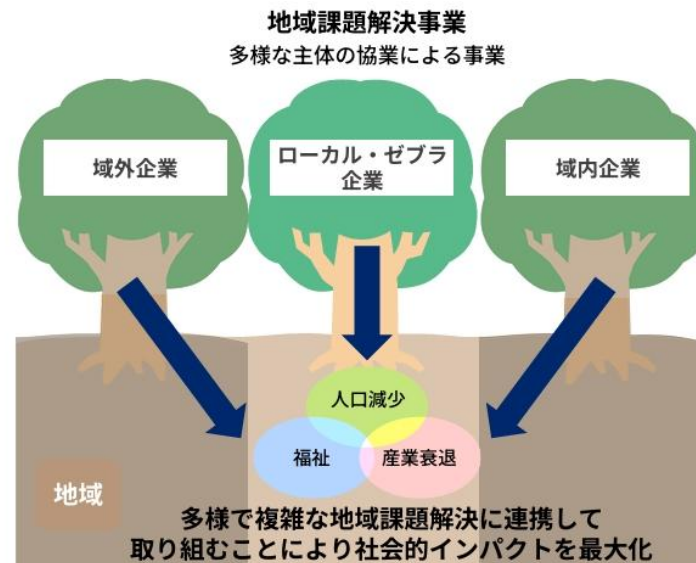 地域課題解決事業
多様な主体の協業による事業
域外企業
ローカル・ゼブラ
企業
域内企業
人口減少
福祉
産業衰退
地域
多様で複雑な地域課題解決に連携して
取り組むことにより社会的インパクトを最大化